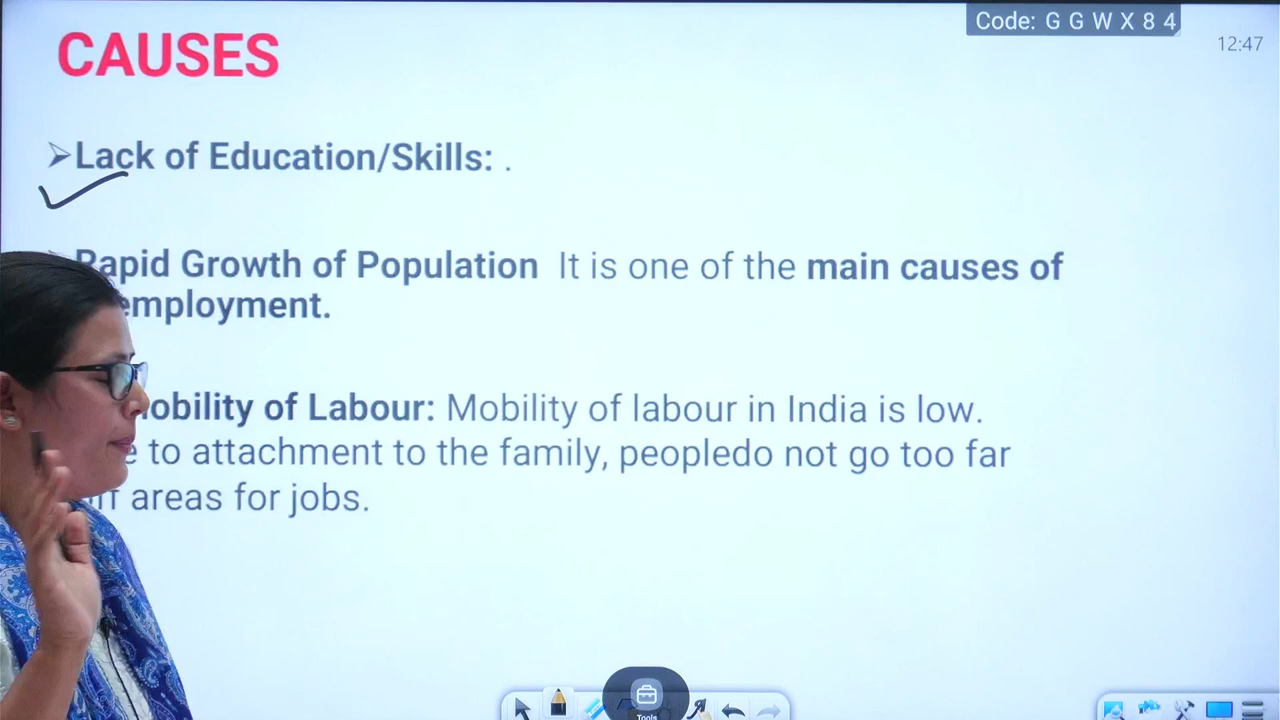 Code: G G W X 8 4
12:47
CAUSES
➢Lack of Education/Skills: .
Rapid Growth of Population It is one of the main causes of
employment.
obility of Labour: Mobility of labour in India is low.
e to attachment to the family, peopledo not go too far
areas for jobs.
Tools